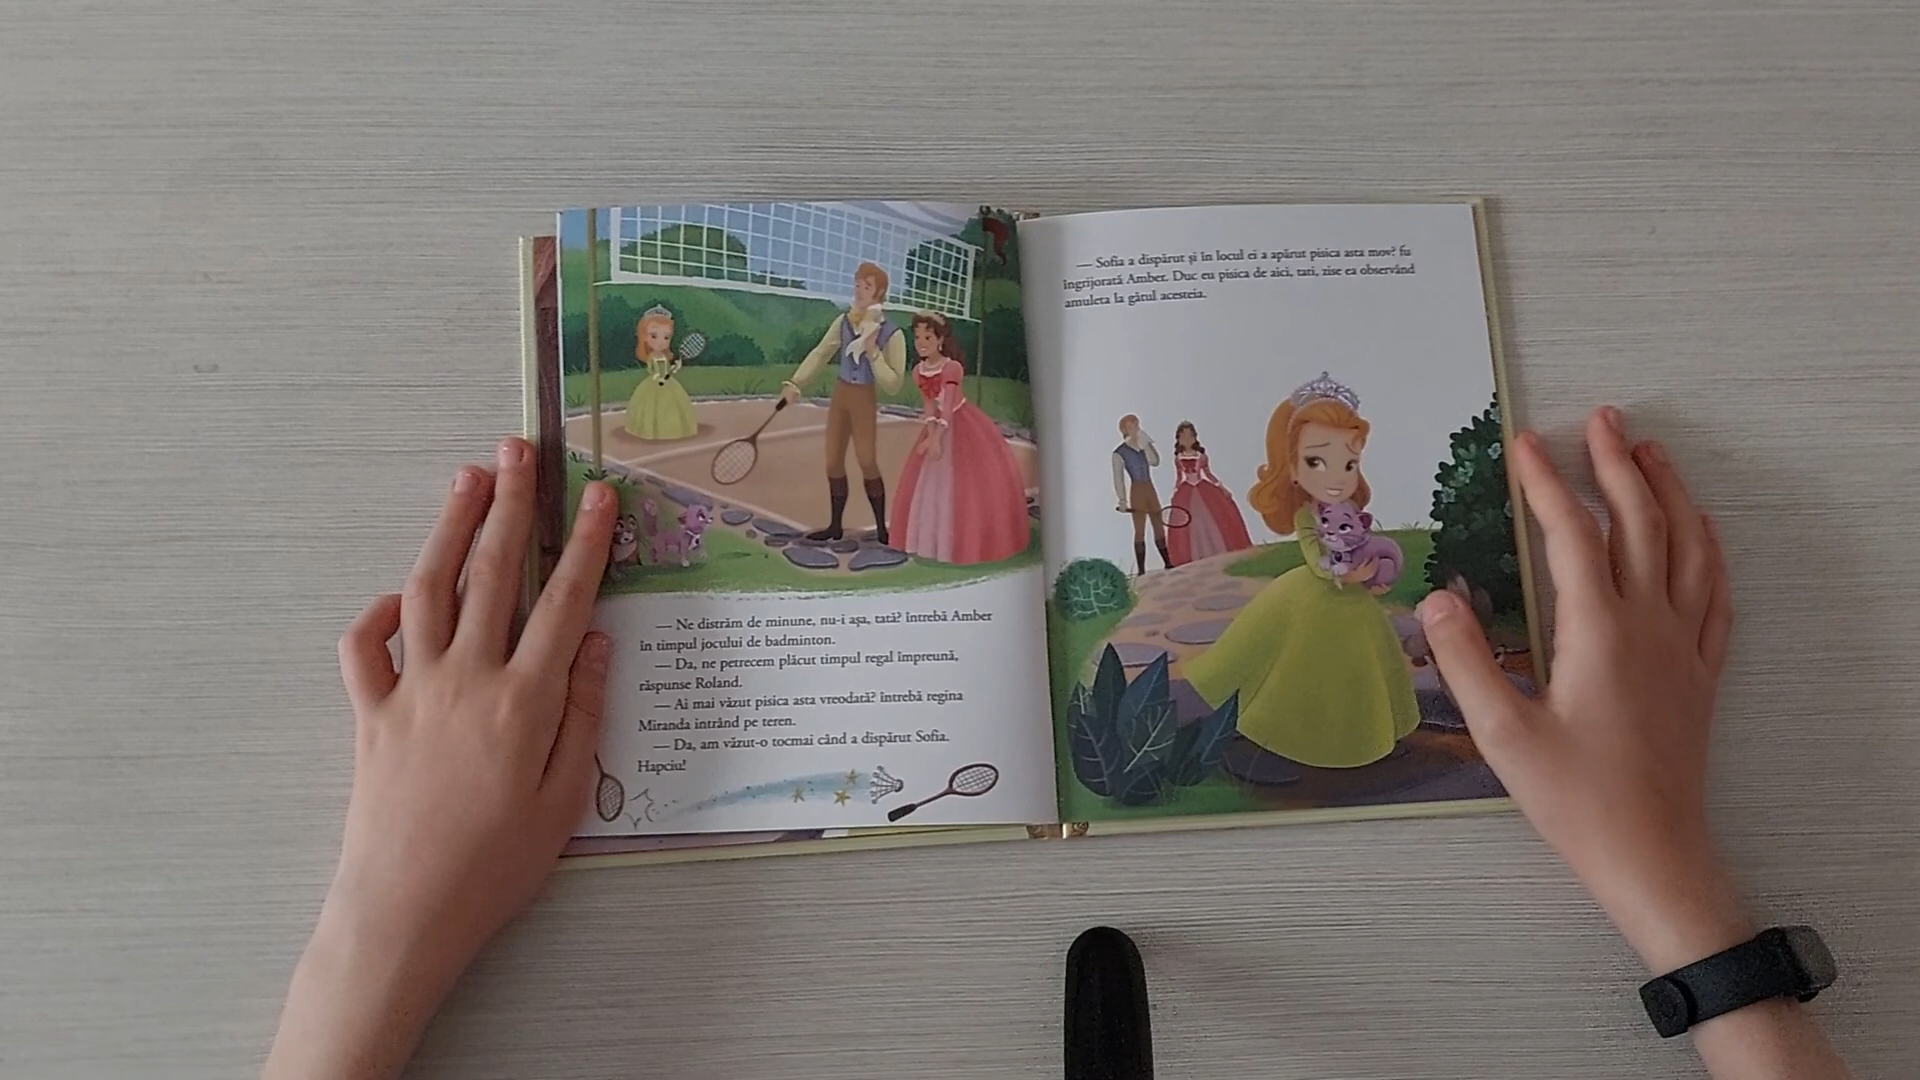 — Ne distrăm de minune, nu-i așa, tată? întrebă Amber
în timpul jocului de badminton.
— Da, ne petrecem plăcut timpul regal împreună,
răspunse Roland.
— Ai mai văzut pisica asta vreodată? întrebă regina
Miranda intrând pe teren.
— Da, am văzut-o tocmai când a dispărut Sofia.
Hapciu!
— Sofia a dispărut și în locul ei a apărut pisica asta mov? fu
îngrijorată Amber. Duc eu pisica de aici, tati, zise ea observând
amuleta la gâtul acesteia.